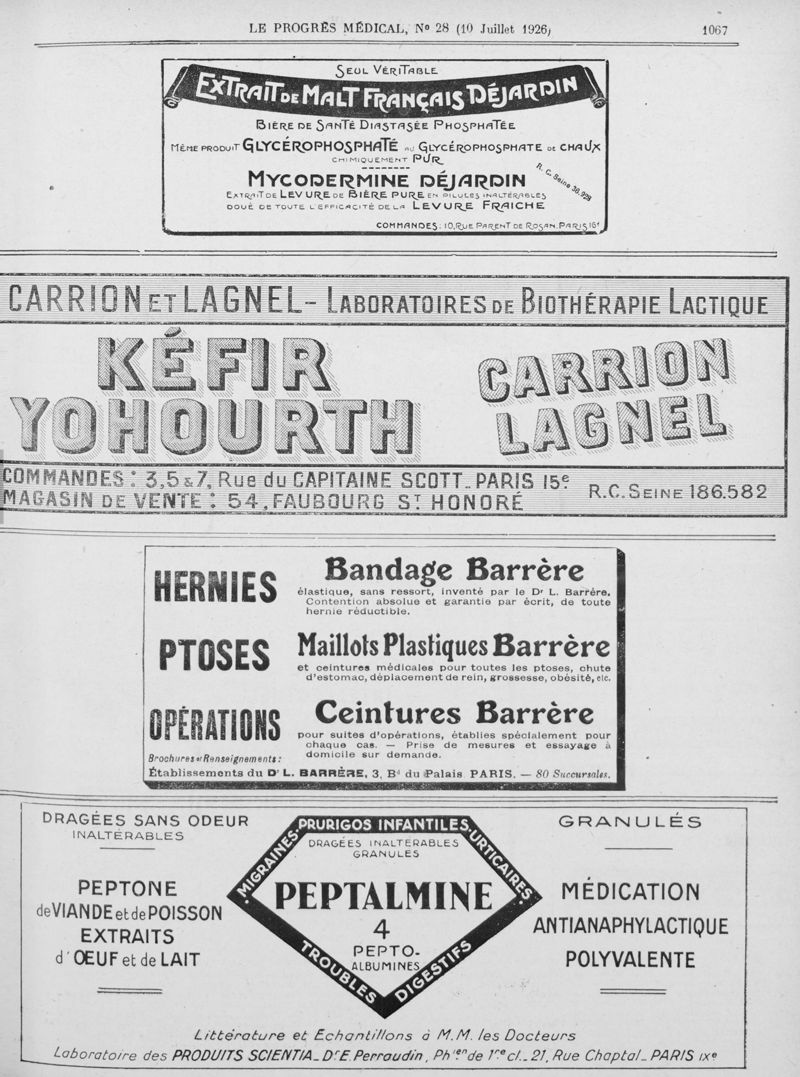 LE PROGRÈS MÉDICAL, Nº 28 (10 Juillet 1926)
1067
SEUL VÉRITABLE
EXTRAIT DE MALT FRANÇAIS DÉJARDIN
BIÈRE DE SANTÉ DIASTASÉE PHOSPHATÉE
MÊME PRODUIT GLYCÉROPHOSPHATÉ AU GLYCÉROPHOSPHATE DE CHAUX
CHIMIQUEMENT PUR
MYCODERMINE DÉJARDIN
R. C. Seine 30.928
EXTRAIT DE LEVURE DE BIÈRE PURE EN PILULES INALTÉRABLES
DOUÉ DE TOUTE L'EFFICACITÉ DE LA LEVURE FRAICHE
COMMANDES : 10, RUE PARENT DE ROSAN. PARIS 16e
CARRION ET LAGNEL - LABORATOIRES DE BIOTHÉRAPIE LACTIQUE
KÉFIR
YOHOURTH
CARRION
LAGNEL
COMMANDES : 3, 5 & 7, Rue du CAPITAINE SCOTT - PARIS 15e
MAGASIN DE VENTE : 54, FAUBOURG ST HONORÉ
R.C. SEINE 186.582
HERNIES
Bandage Barrère
élastique, sans ressort, inventé par le Dr L. Barrère.
Contention absolue et garantie par écrit, de toute
hernie réductible.
PTOSES
Maillots Plastiques Barrère
et ceintures médicales pour toutes les ptoses, chute
d'estomac, déplacement de rein, grossesse, obésité, etc.
OPÉRATIONS
Ceintures Barrère
pour suites d'opérations, établies spécialement pour
chaque cas. — Prise de mesures et essayage à
domicile sur demande.
Brochures et Renseignements :
Établissements du Dr L. BARRÈRE, 3, Bd du Palais PARIS. — 80 Succursales.
DRAGÉES SANS ODEUR
INALTÉRABLES
PEPTONE
de VIANDE et de POISSON
EXTRAITS
d'ŒUF et de LAIT
MIGRAINES
PRURIGOS INFANTILES
URTICAIRES
DRAGÉES INALTÉRABLES
GRANULES
PEPTALMINE
4
PEPTO-
ALBUMINES
TROUBLES
DIGESTIFS
GRANULÉS
MÉDICATION
ANTIANAPHYLACTIQUE
POLYVALENTE
Littérature et Echantillons à M.M. les Docteurs
Laboratoire des PRODUITS SCIENTIA - Dr E. Perraudin, Ph.en de 1re cl. - 21, Rue Chaptal - PARIS IXe